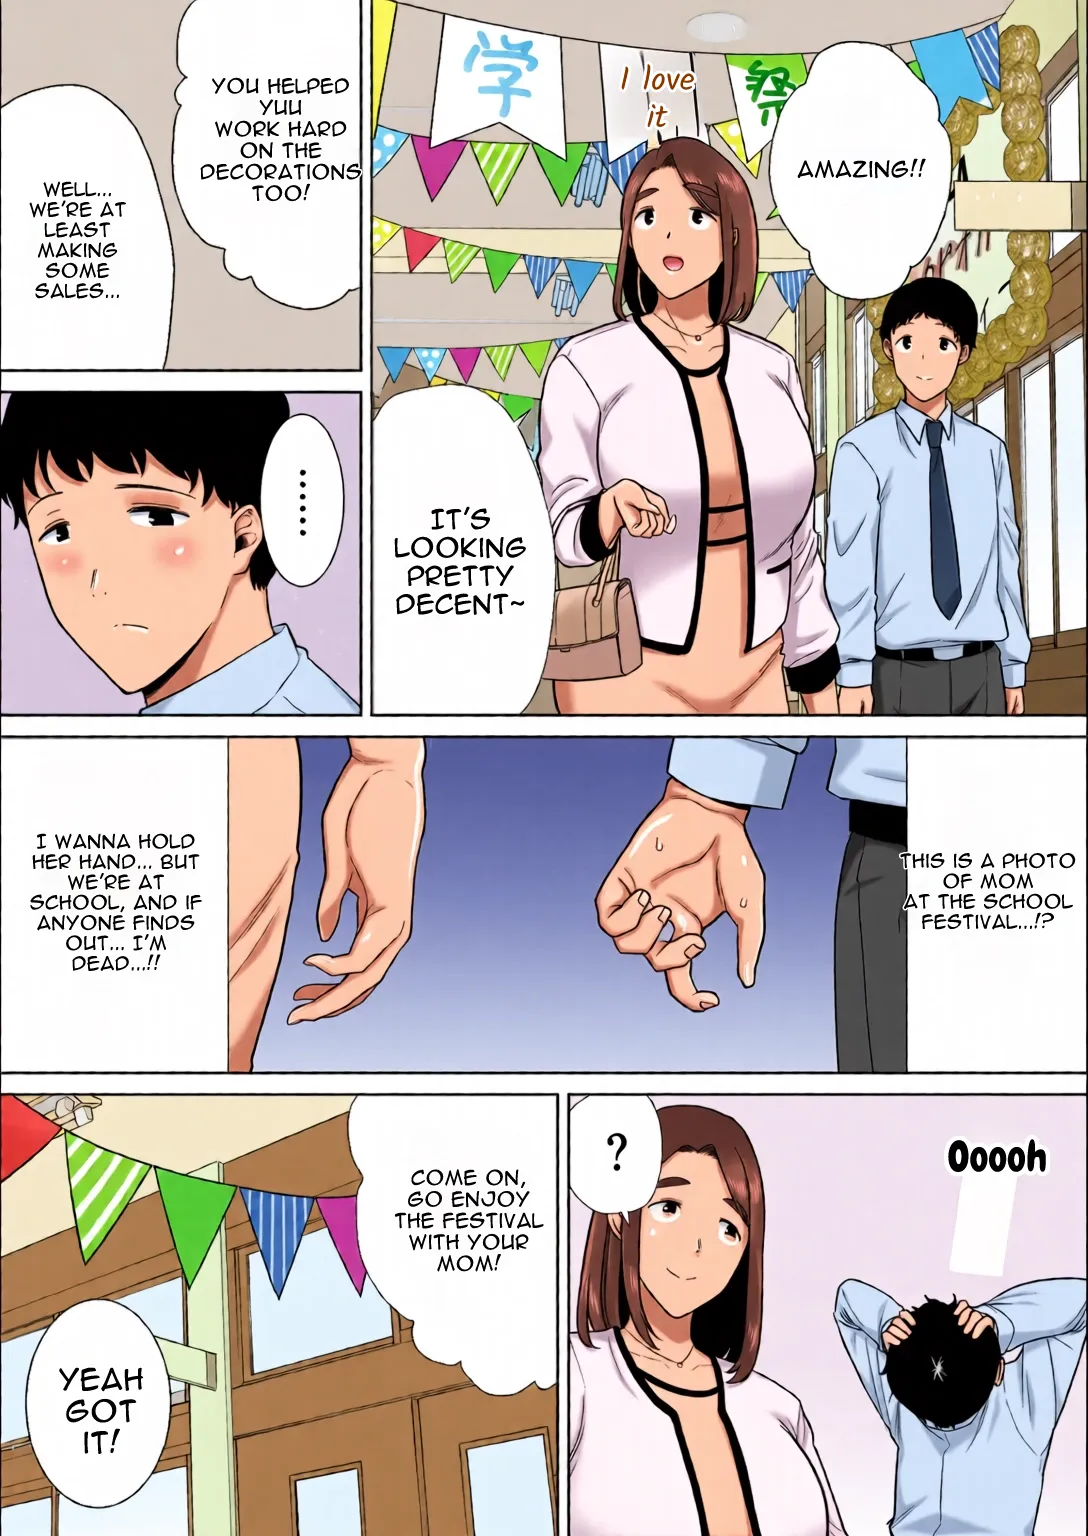 YOU HELPED
YUU
WORK HARD
ON THE
DECORATIONS
TOO!
WELL...
WE'RE AT
LEAST
MAKING
SOME
SALES...
学
I love
it
祭
AMAZING!!
IT'S
LOOKING
PRETTY
DECENT~
.......
I WANNA HOLD
HER HAND... BUT
WE'RE AT
SCHOOL, AND IF
ANYONE FINDS
OUT... I'M
DEAD...!!
THIS IS A PHOTO
OF MOM
AT THE SCHOOL
FESTIVAL...!?
COME ON,
GO ENJOY
THE FESTIVAL
WITH YOUR
MOM!
YEAH
GOT
IT!
?
Ooooh